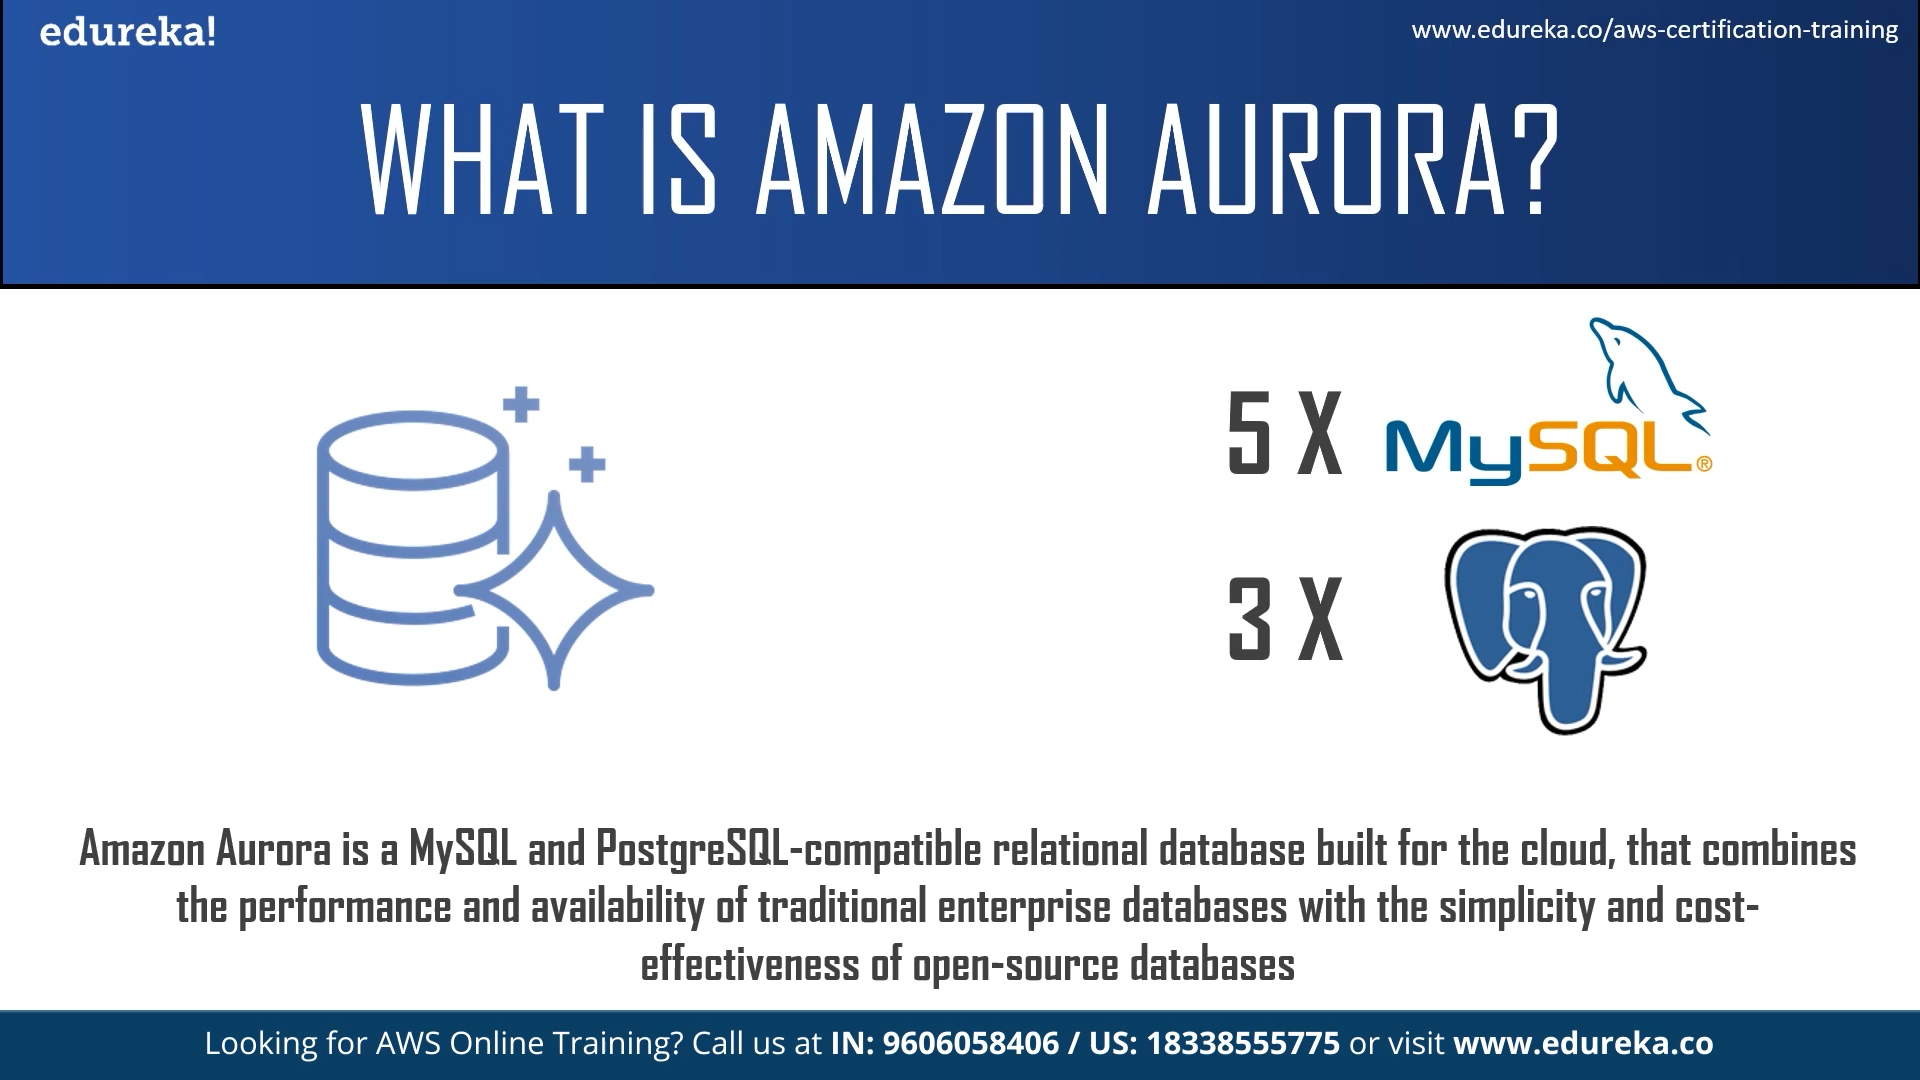 edureka!
www.edureka.co/aws-certification-training
WHAT IS AMAZON AURORA?
5 X MySQL®
3 X
Amazon Aurora is a MySQL and PostgreSQL-compatible relational database built for the cloud, that combines
the performance and availability of traditional enterprise databases with the simplicity and cost-
effectiveness of open-source databases
Looking for AWS Online Training? Call us at IN: 9606058406 / US: 18338555775 or visit www.edureka.co